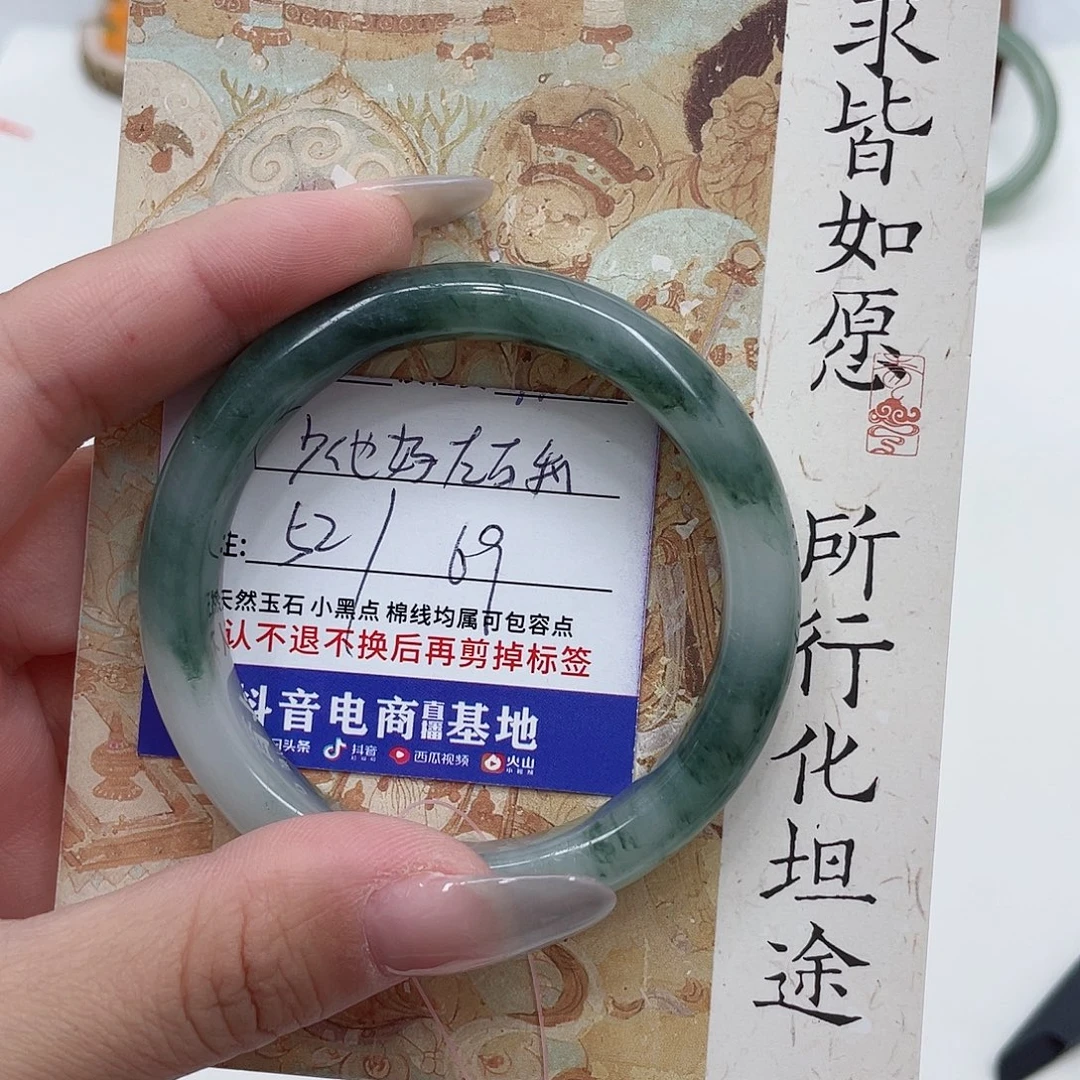 求皆如愿
所行化坦途
52/69
注:
天然玉石 小黑点 棉线均属可包容点
认不退不换后再剪掉标签
抖音电商直播基地
头条 抖音 西瓜视频 火山